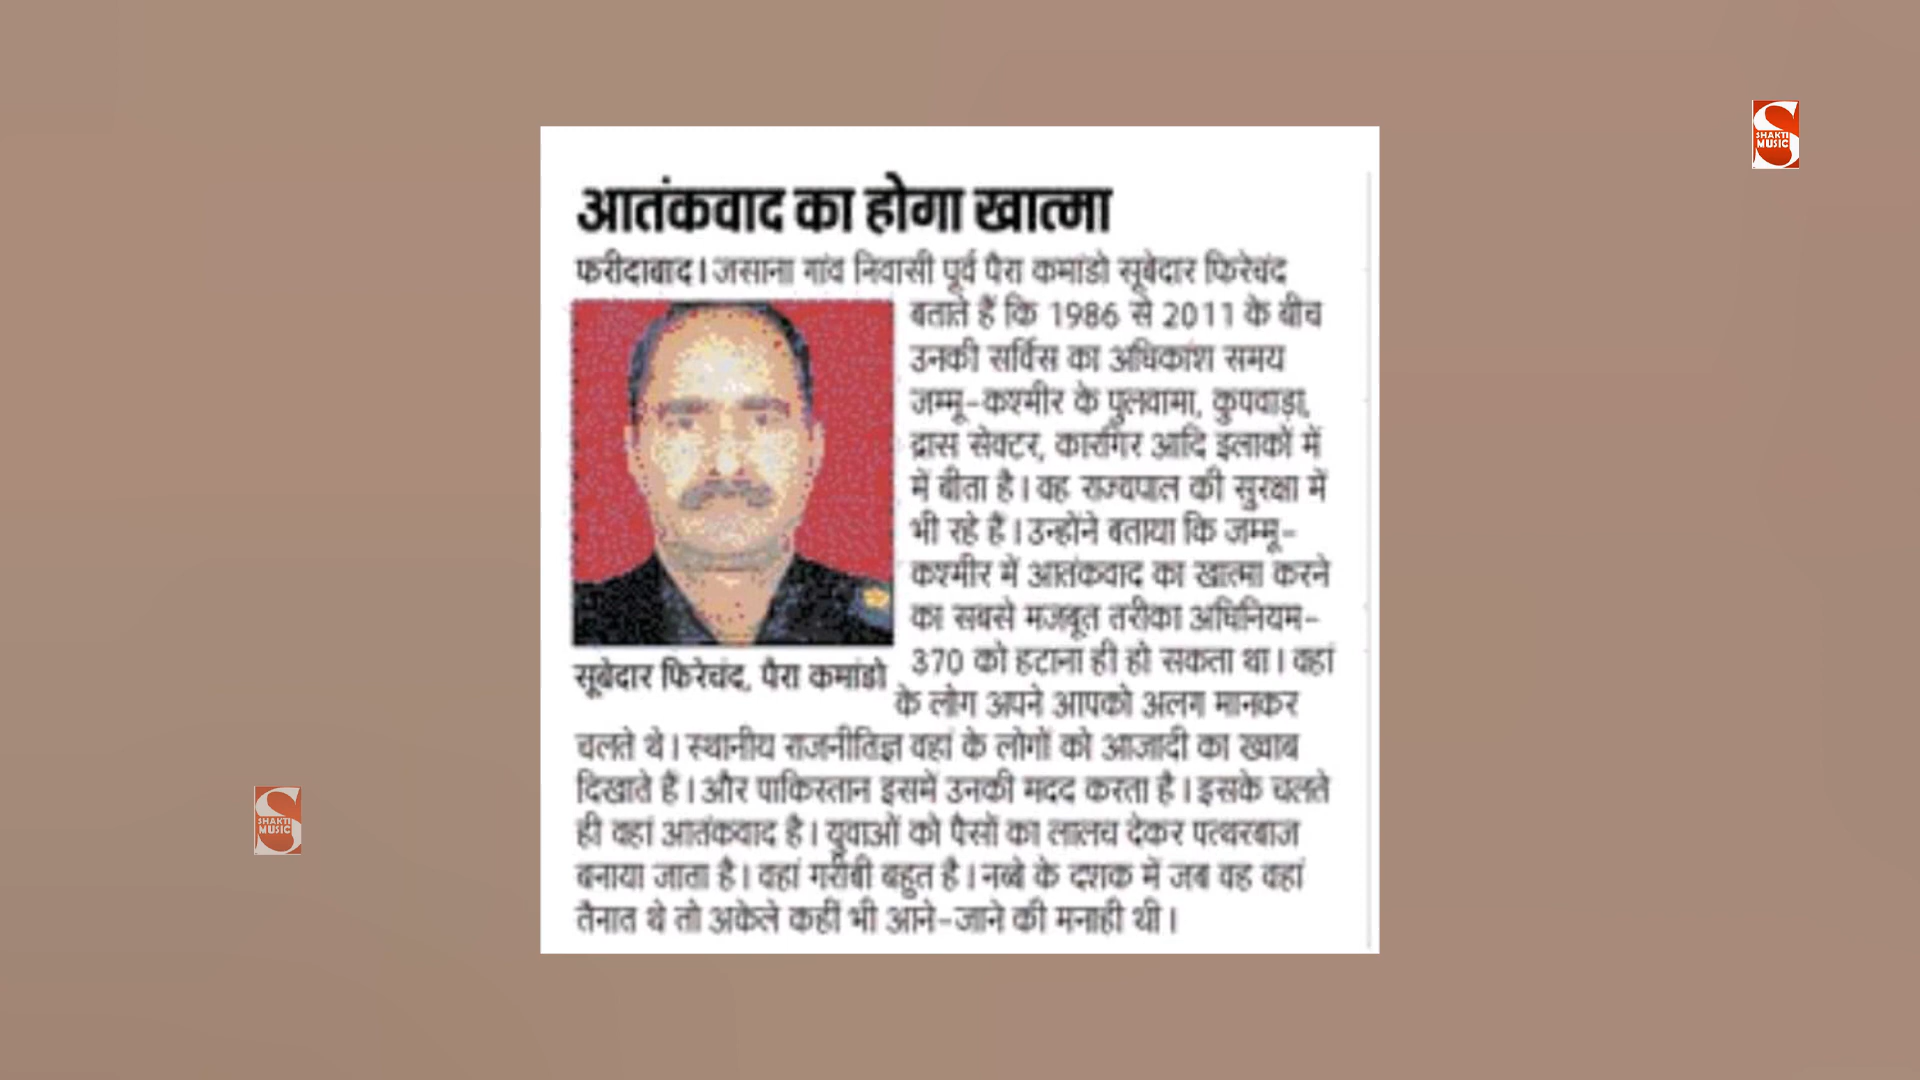 आतंकवाद का होगा खात्मा
फरीदाबाद। जसाना गांव निवासी पूर्व पैरा कमांडो सूबेदार फिरेचंद
बताते हैं कि 1986 से 2011 के बीच
उनकी सर्विस का अधिकांश समय
जम्मू-कश्मीर के पुलवामा, कुपवाड़ा,
द्रास सेक्टर, कारगिर आदि इलाकों में
में बीता है। वह राज्यपाल की सुरक्षा में
भी रहे हैं। उन्होंने बताया कि जम्मू-
कश्मीर में आतंकवाद का खात्मा करने
का सबसे मजबूत तरीका अधिनियम-
370 को हटाना ही हो सकता था। वहां
के लोग अपने आपको अलग मानकर
चलते थे। स्थानीय राजनीतिज्ञ वहां के लोगों को आजादी का ख्वाब
दिखाते हैं। और पाकिस्तान इसमें उनकी मदद करता है। इसके चलते
ही वहां आतंकवाद है। युवाओं को पैसों का लालच देकर पत्थरबाज
बनाया जाता है। वहां गरीबी बहुत है। नब्बे के दशक में जब वह वहां
तैनात थे तो अकेले कहीं भी आने-जाने की मनाही थी।
सूबेदार फिरेचंद, पैरा कमांडो
SHAKTI
MUSIC
SHAKTI
MUSIC